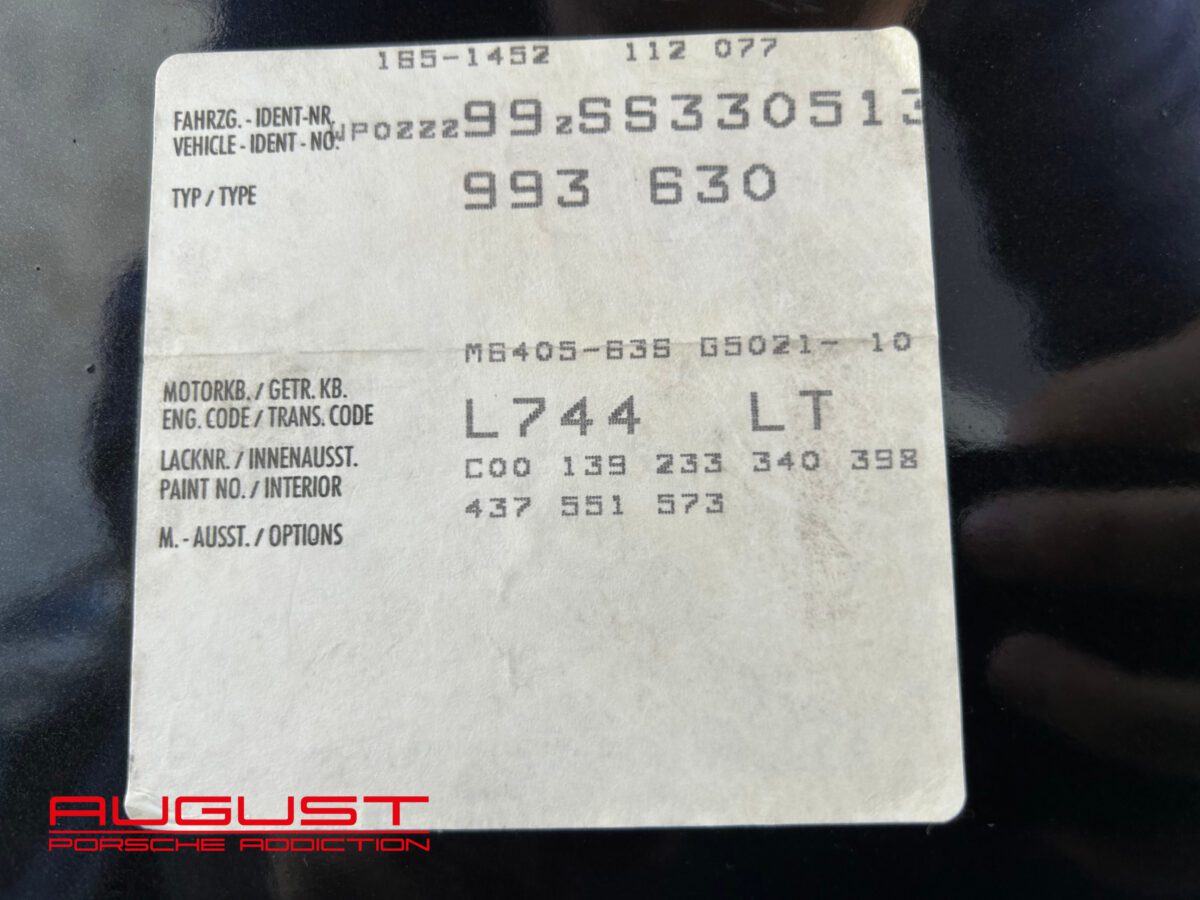 165-1452 112 077
FAHRZG. - IDENT-NR.
VEHICLE - IDENT - NO. WP0ZZZ99ZSS330513
TYP / TYPE 993 630
M6405-63S G5021- 10
MOTORKB. / GETR. KB.
ENG. CODE / TRANS. CODE L744 LT
LACKNR. / INNENAUSST. C00 139 233 340 398
PAINT NO. / INTERIOR 437 551 573
M. - AUSST. / OPTIONS
AUGUST
PORSCHE ADDICTION